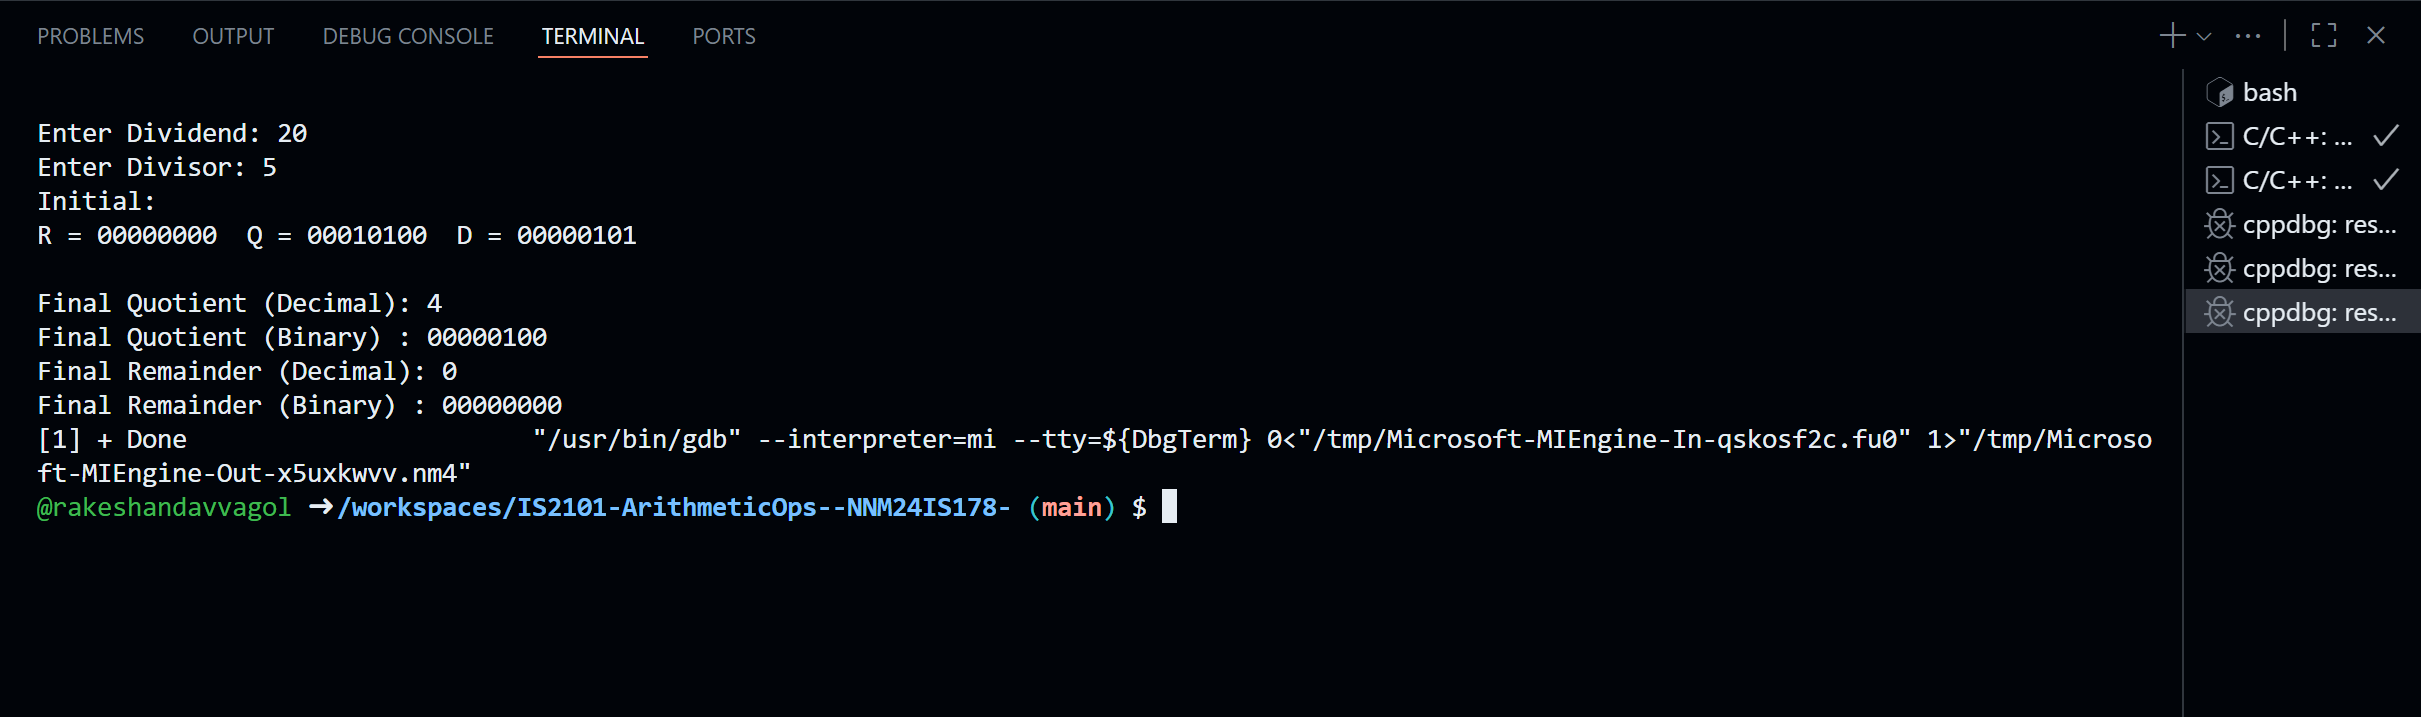 PROBLEMS OUTPUT DEBUG CONSOLE TERMINAL PORTS
Enter Dividend: 20
Enter Divisor: 5
Initial:
R = 00000000  Q = 00010100  D = 00000101
Final Quotient (Decimal): 4
Final Quotient (Binary) : 00000100
Final Remainder (Decimal): 0
Final Remainder (Binary) : 00000000
[1] + Done                       "/usr/bin/gdb" --interpreter=mi --tty=${DbgTerm} 0<"/tmp/Microsoft-MIEngine-In-qskosf2c.fu0" 1>"/tmp/Microso
ft-MIEngine-Out-x5uxkwvv.nm4"
@rakeshandavvagol ➜/workspaces/IS2101-ArithmeticOps--NNM24IS178- (main) $
bash
C/C++: ...
C/C++: ...
cppdbg: res...
cppdbg: res...
cppdbg: res...